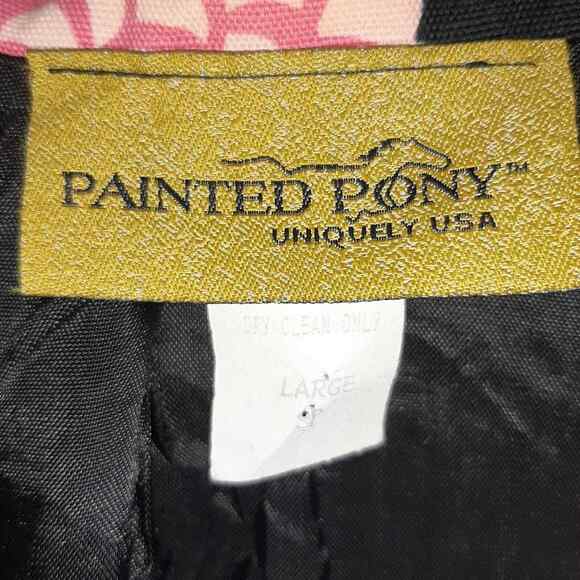 PAINTED PONY™
UNIQUELY USA
DRY CLEAN ONLY
LARGE